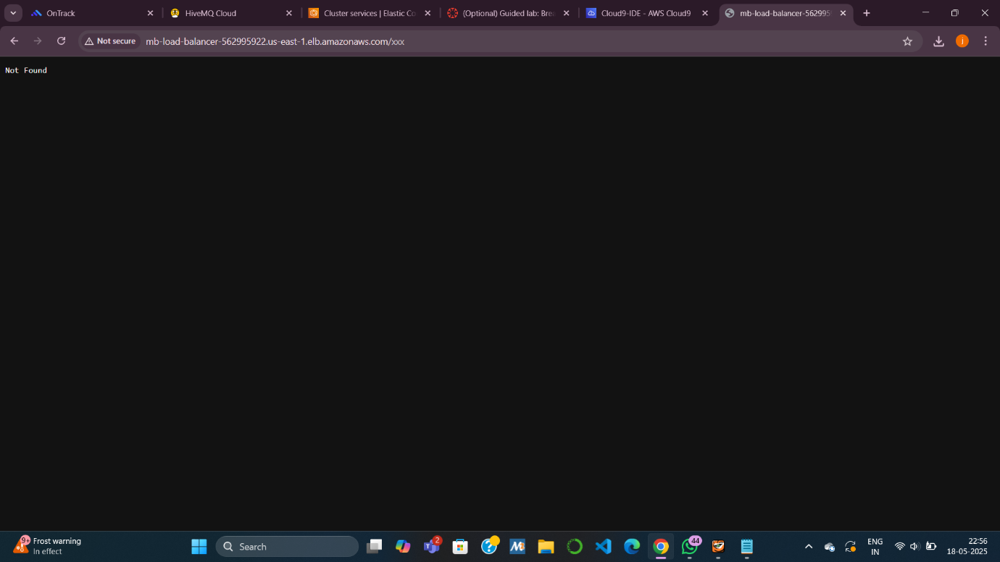 OnTrack
HiveMQ Cloud
Cluster services | Elastic Co
(Optional) Guided lab: Brea
Cloud9-IDE - AWS Cloud9
mb-load-balancer-562995
Not secure
mb-load-balancer-562995922.us-east-1.elb.amazonaws.com/xxx
j
Not Found
9+
Frost warning
In effect
Search
2
44
ENG
IN
22:56
18-05-2025